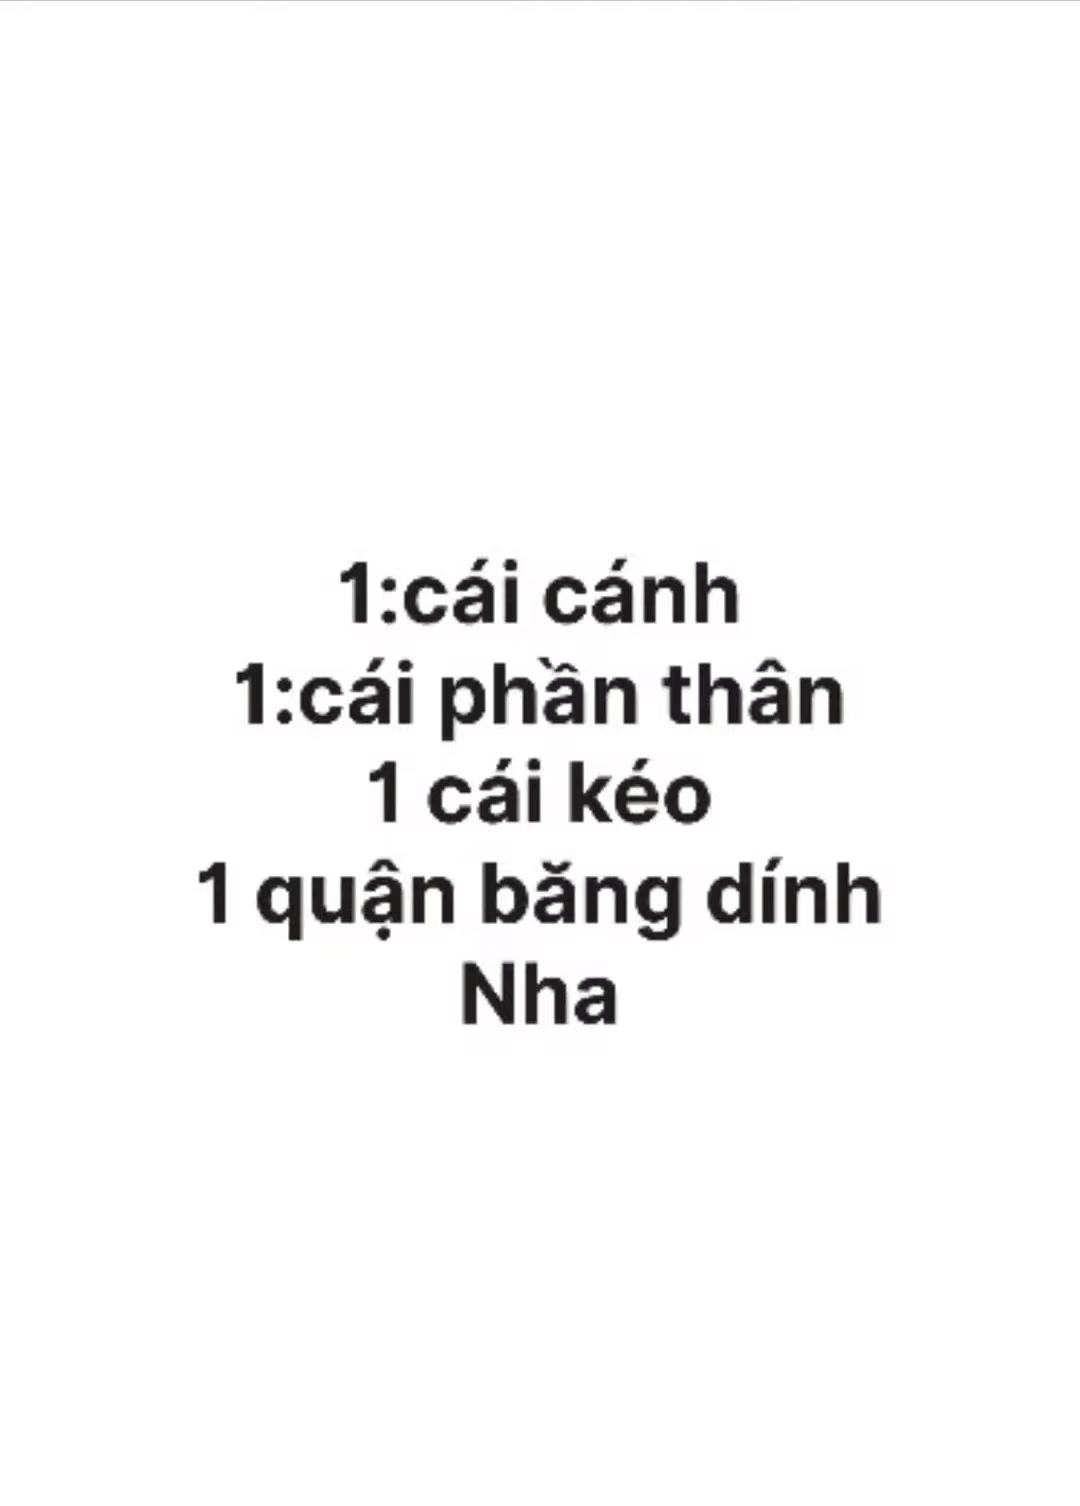 1:cái cánh
1:cái phần thân
1 cái kéo
1 quận băng dính
Nha